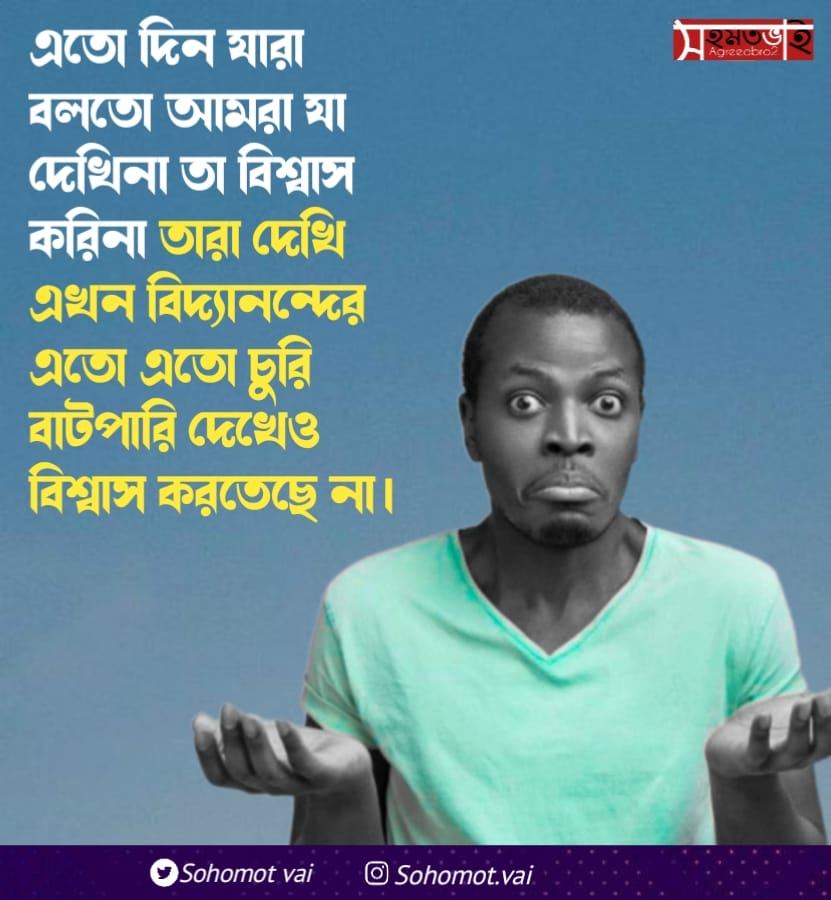 এতো দিন যারা
বলতো আমরা যা
দেখিনা তা বিশ্বাস
করিনা তারা দেখি
এখন বিদ্যানন্দের
এতো এতো চুরি
বাটপারি দেখেও
বিশ্বাস করতেছে না।
সহমতভাই
Agreeabro2
Sohomot vai
Sohomot.vai